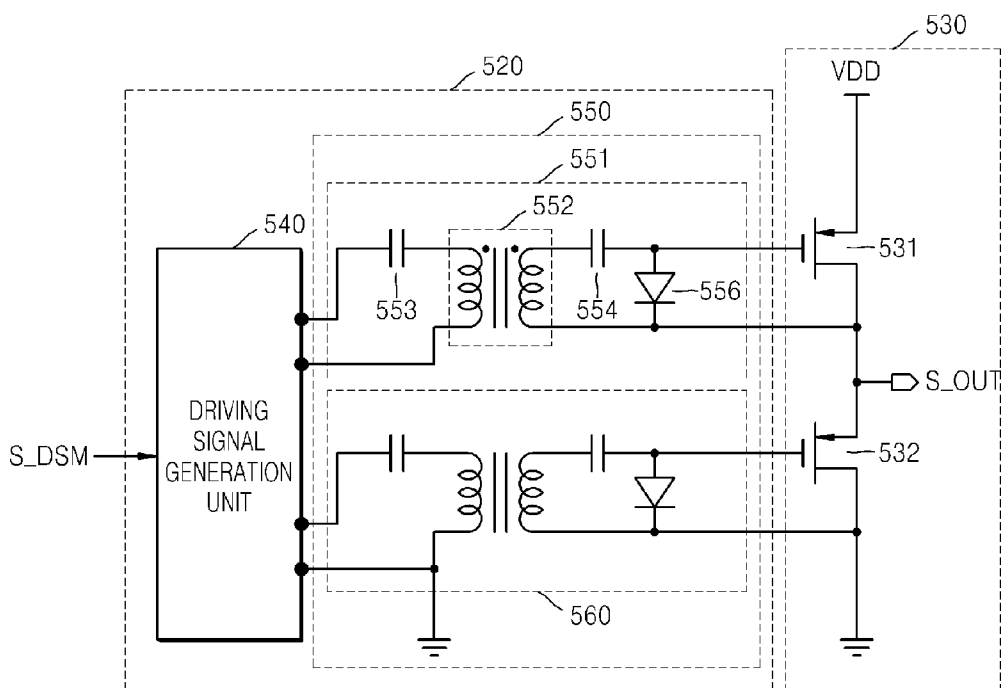 530
520
VDD
550
551
540
552
531
553
554
556
S_OUT
S_DSM
DRIVING
SIGNAL
GENERATION
UNIT
532
560